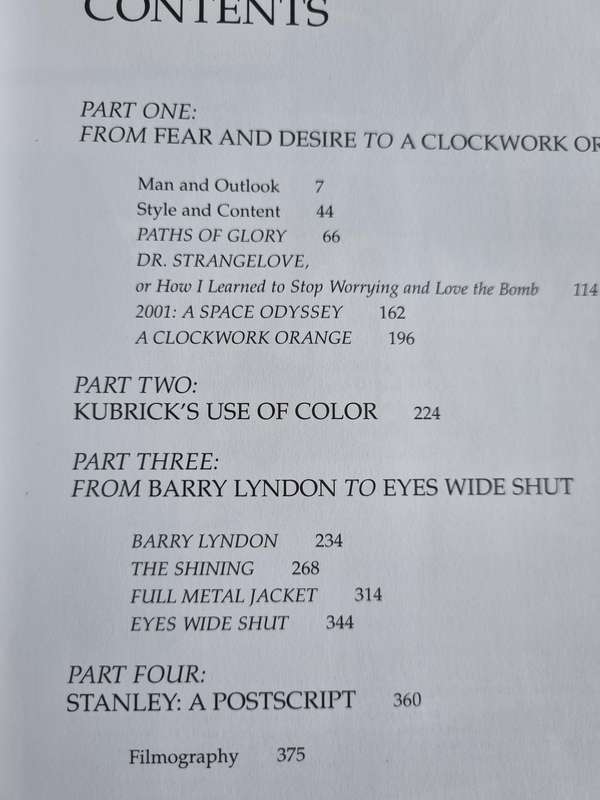 CONTENTS
PART ONE:
FROM FEAR AND DESIRE TO A CLOCKWORK OR
Man and Outlook 7
Style and Content 44
PATHS OF GLORY 66
DR. STRANGELOVE,
or How I Learned to Stop Worrying and Love the Bomb 114
2001: A SPACE ODYSSEY 162
A CLOCKWORK ORANGE 196
PART TWO:
KUBRICK'S USE OF COLOR 224
PART THREE:
FROM BARRY LYNDON TO EYES WIDE SHUT
BARRY LYNDON 234
THE SHINING 268
FULL METAL JACKET 314
EYES WIDE SHUT 344
PART FOUR:
STANLEY: A POSTSCRIPT 360
Filmography 375